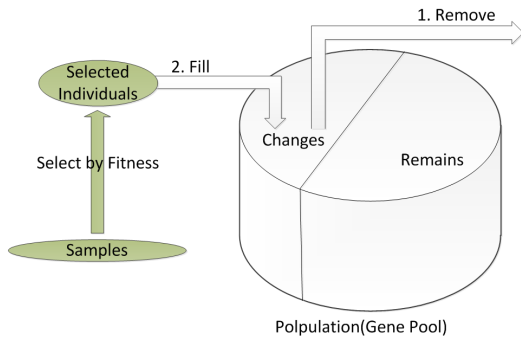 1. Remove
2. Fill
Selected
Individuals
Changes
Remains
Select by Fitness
Samples
Polpulation(Gene Pool)